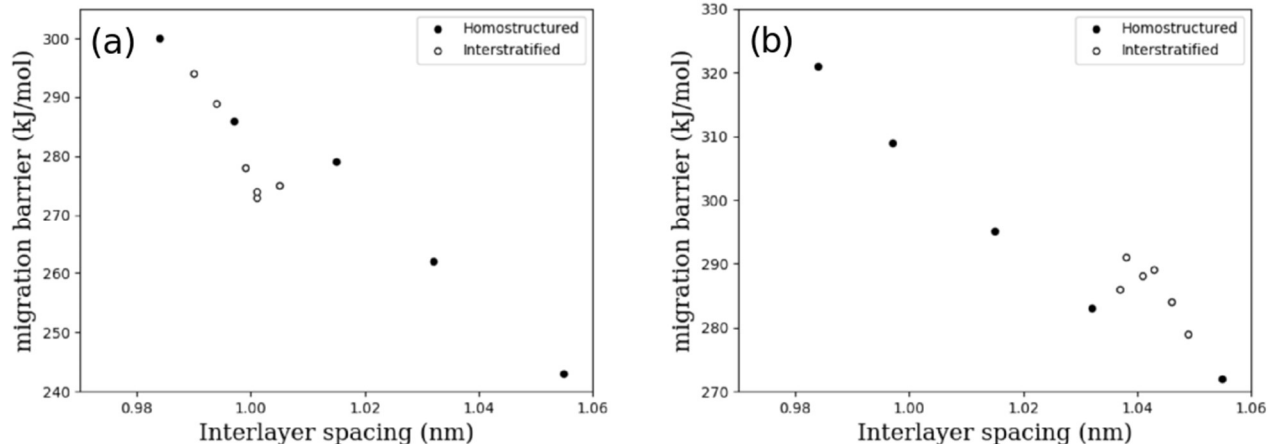 (a)
Homostructured
Interstratified
300
290
280
270
260
250
240
migration barrier (kJ/mol)
0.98 1.00 1.02 1.04 1.06
Interlayer spacing (nm)
(b)
Homostructured
Interstratified
330
320
310
300
290
280
270
migration barrier (kJ/mol)
0.98 1.00 1.02 1.04 1.06
Interlayer spacing (nm)